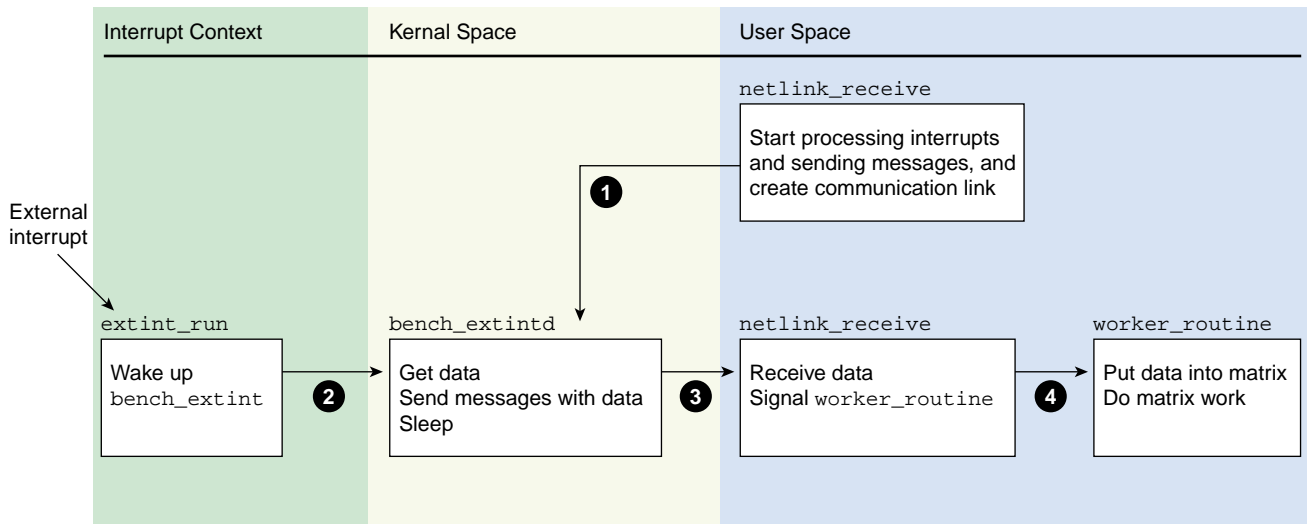 Interrupt Context
Kernal Space
User Space
netlink_receive
Start processing interrupts
and sending messages, and
create communication link
1
External
interrupt
extint_run
Wake up
bench_extint
2
bench_extintd
Get data
Send messages with data
Sleep
3
netlink_receive
Receive data
Signal worker_routine
4
worker_routine
Put data into matrix
Do matrix work